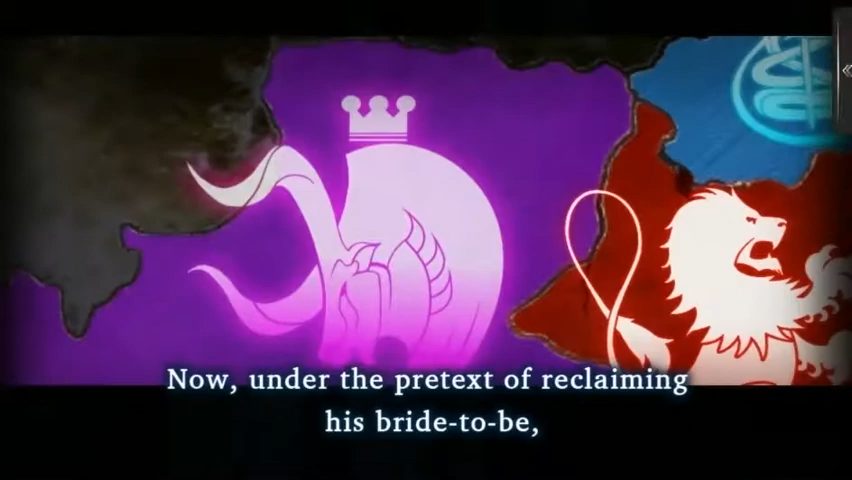 Now, under the pretext of reclaiming
his bride-to-be,